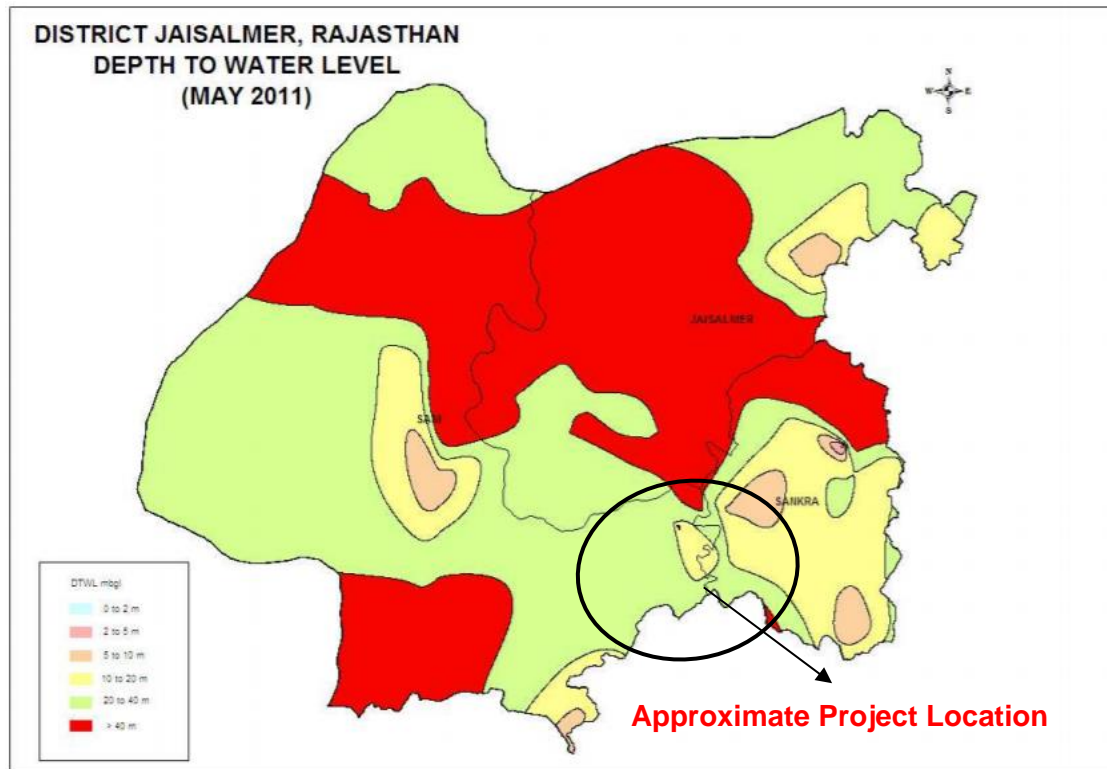 DISTRICT JAISALMER, RAJASTHAN
DEPTH TO WATER LEVEL
(MAY 2011)
N
W E
S
JAISALMER
SAM
SANKRA
DTWL mbgl
0 to 2 m
2 to 5 m
5 to 10 m
10 to 20 m
20 to 40 m
> 40 m
Approximate Project Location